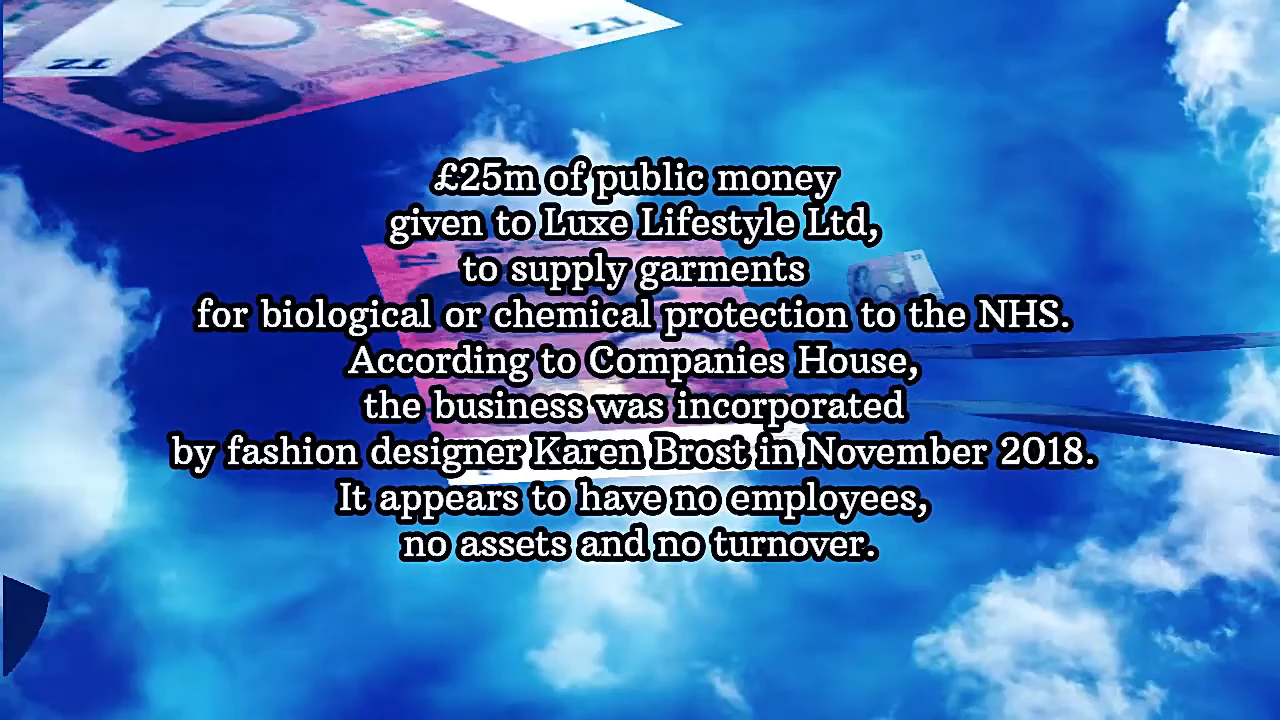 £25m of public money
given to Luxe Lifestyle Ltd,
to supply garments
for biological or chemical protection to the NHS.
According to Companies House,
the business was incorporated
by fashion designer Karen Brost in November 2018.
It appears to have no employees,
no assets and no turnover.